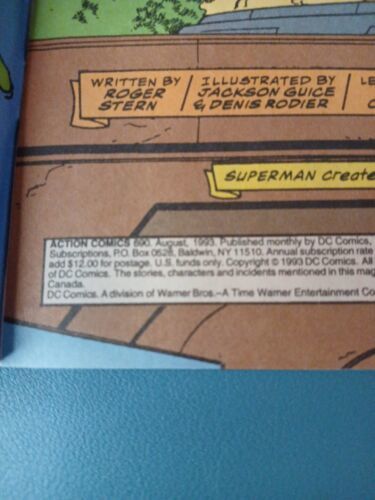 WRITTEN BY
ROGER
STERN
ILLUSTRATED BY
JACKSON GUICE
& DENIS RODIER
LE
SUPERMAN create
ACTION COMICS 690. August, 1993. Published monthly by DC Comics,
Subscriptions, P.O. Box 0528, Baldwin, NY 11510. Annual subscription rate
add $12.00 for postage. U.S. funds only. Copyright © 1993 DC Comics. All
of DC Comics. The stories, characters and incidents mentioned in this mag
Canada.
DC Comics. A division of Warner Bros.–A Time Warner Entertainment Co